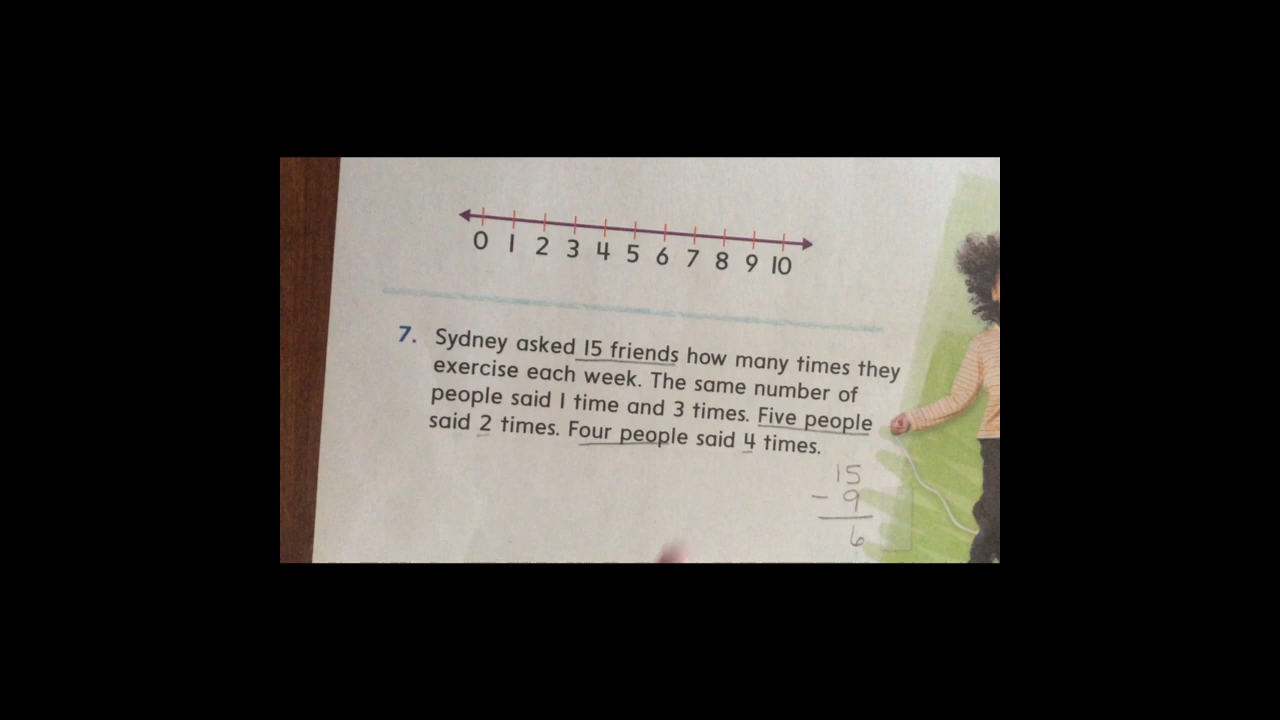 0 1 2 3 4 5 6 7 8 9 10
7. Sydney asked 15 friends how many times they
exercise each week. The same number of
people said 1 time and 3 times. Five people
said 2 times. Four people said 4 times.
15
- 9
6